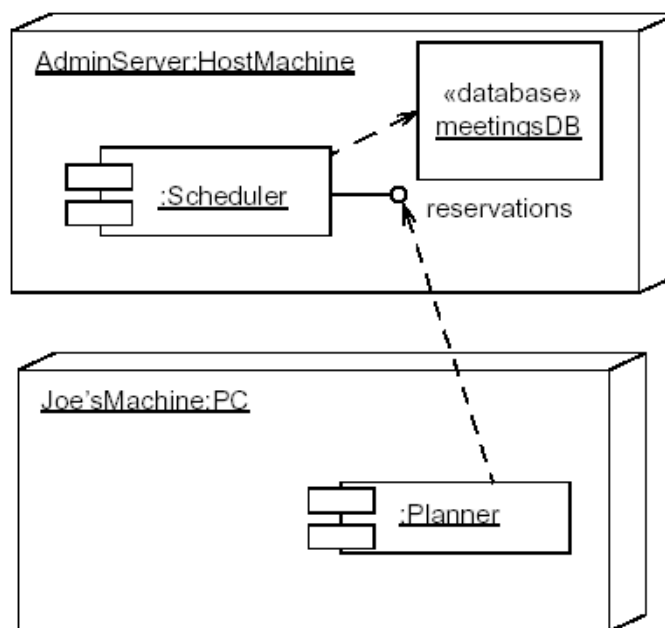 AdminServer:HostMachine
«database»
meetingsDB
:Scheduler
reservations
Joe'sMachine:PC
:Planner